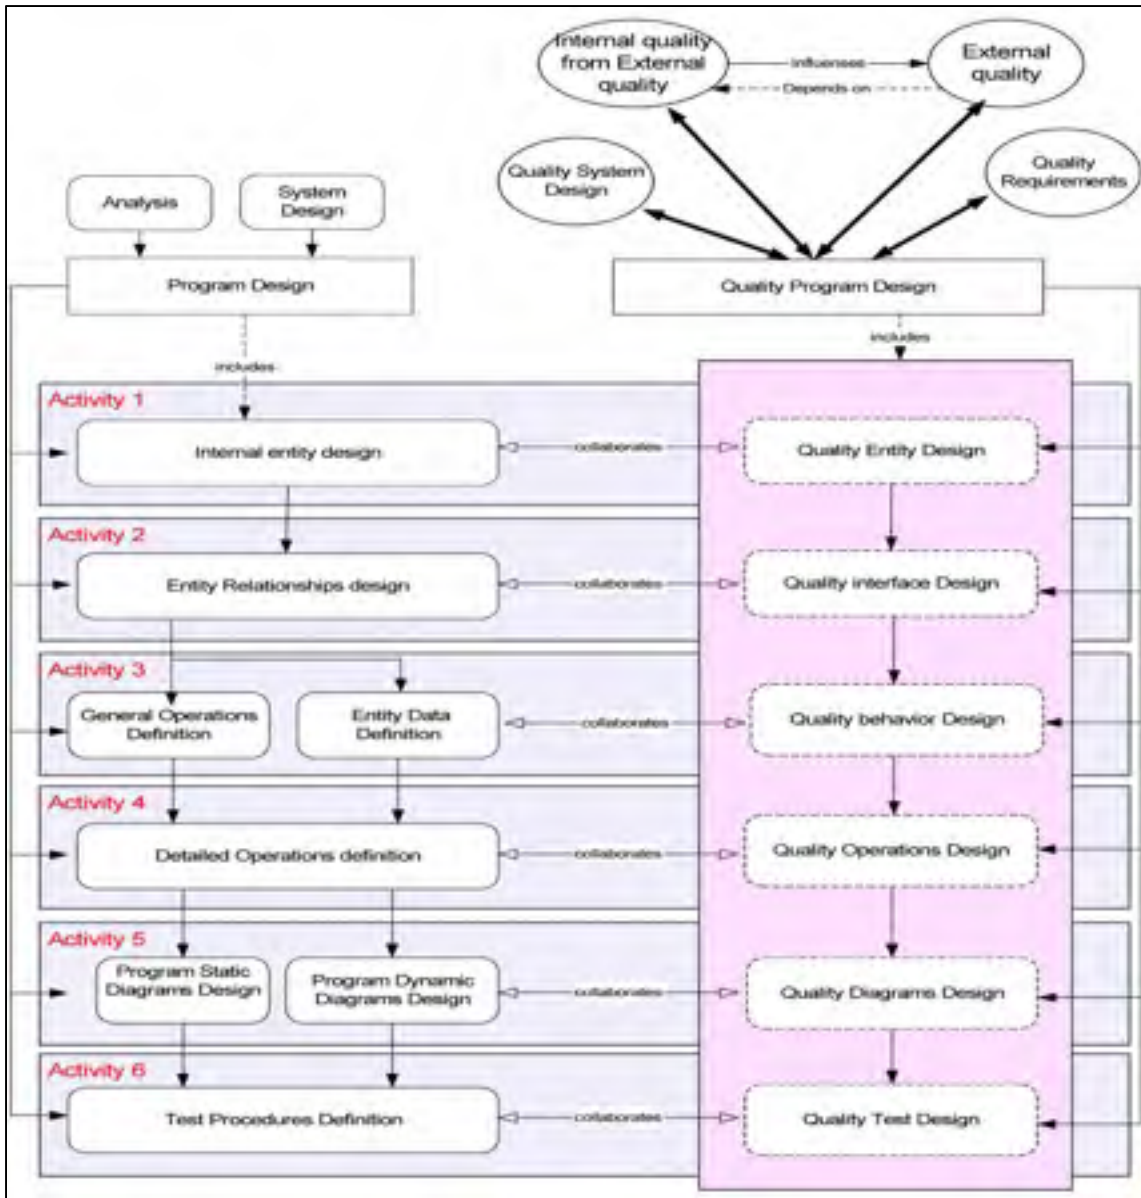 Internal quality
from External
quality
Influenses
External
quality
Depends on
Quality System
Design
Quality
Requirements
Analysis
System
Design
Program Design
Quality Program Design
includes
includes
Activity 1
Internal entity design
collaborates
Quality Entity Design
Activity 2
Entity Relationships design
collaborates
Quality interface Design
Activity 3
General Operations
Definition
Entity Data
Definition
collaborates
Quality behavior Design
Activity 4
Detailed Operations definition
collaborates
Quality Operations Design
Activity 5
Program Static
Diagrams Design
Program Dynamic
Diagrams Design
collaborates
Quality Diagrams Design
Activity 6
Test Procedures Definition
collaborates
Quality Test Design